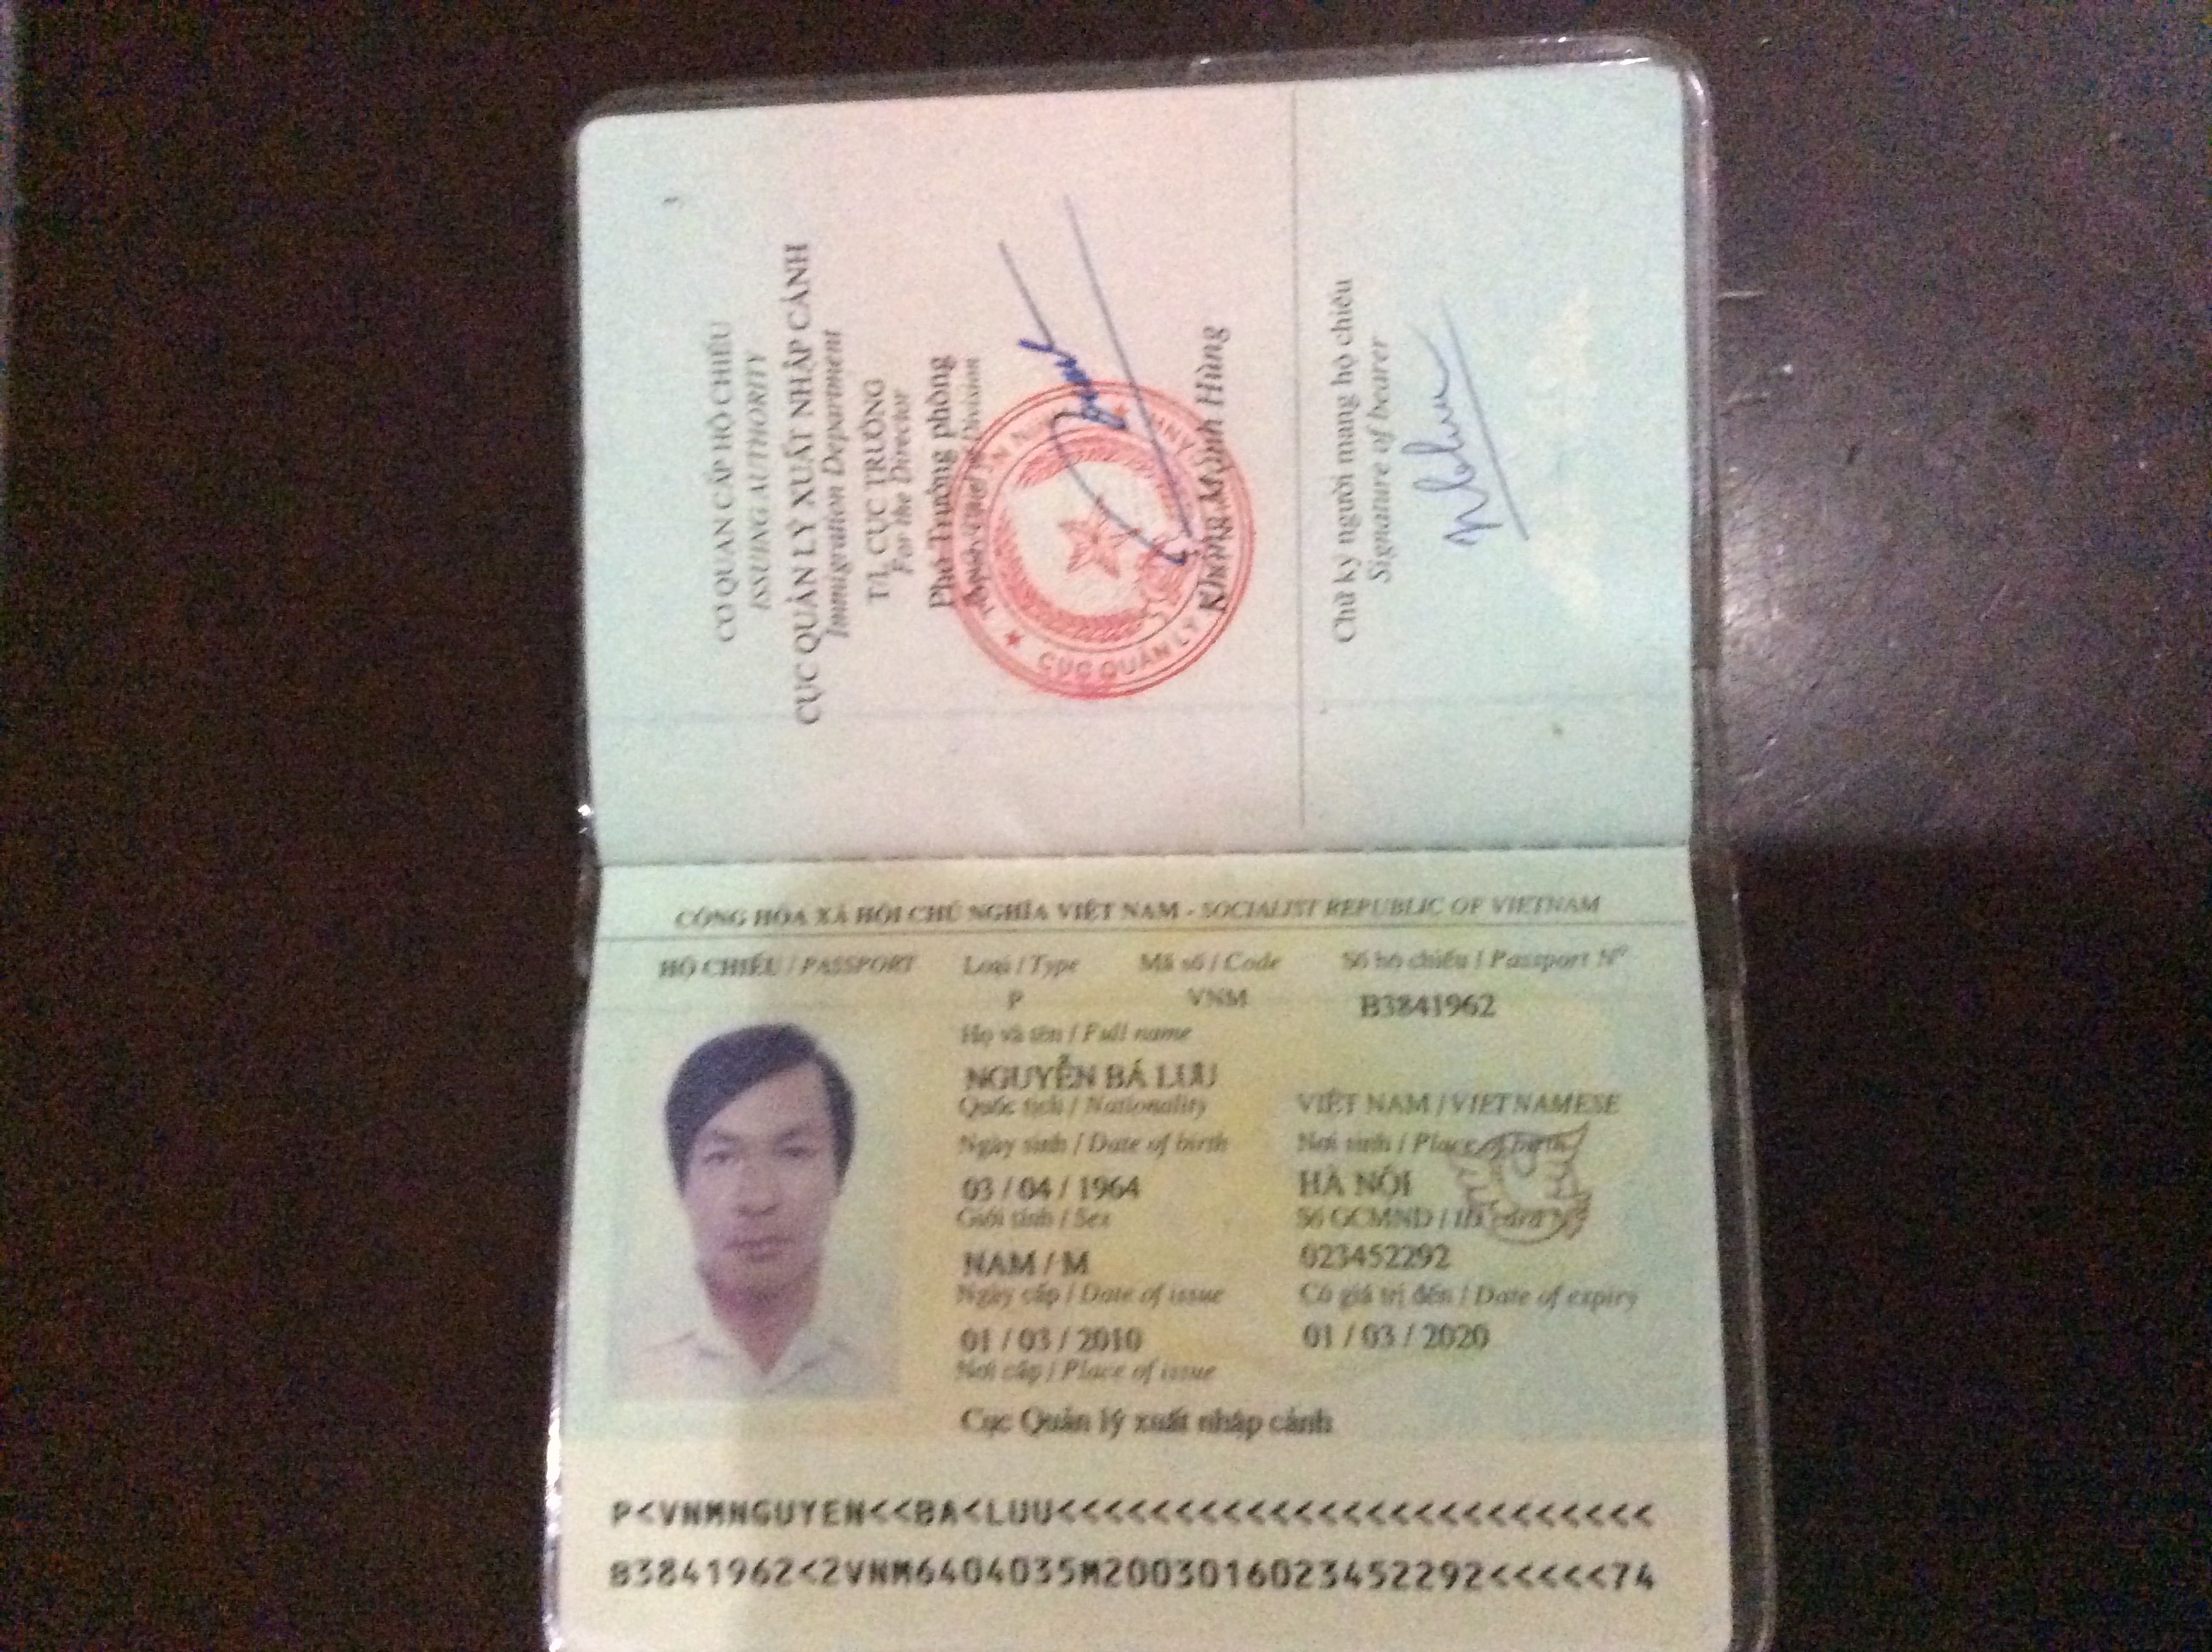 CƠ QUAN CẤP HỘ CHIẾU
ISSUING AUTHORITY
CỤC QUẢN LÝ XUẤT NHẬP CẢNH
Immigration Department
T/L CỤC TRƯỞNG
For the Director
Phó Trưởng phòng
Division
CỤC QUẢN LÝ
Khổng Mạnh Hùng
Chữ ký người mang hộ chiếu
Signature of bearer
CỘNG HÒA XÃ HỘI CHỦ NGHĨA VIỆT NAM - SOCIALIST REPUBLIC OF VIETNAM
HỘ CHIẾU / PASSPORT Loại / Type Mã số / Code Số hộ chiếu / Passport Nº
P VNM B3841962
Họ và tên / Full name
NGUYỄN BÁ LƯU
Quốc tịch / Nationality VIỆT NAM / VIETNAMESE
Ngày sinh / Date of birth Nơi sinh / Place of birth
03 / 04 / 1964 HÀ NỘI
Giới tính / Sex Số GCMND / ID card Nº
NAM / M 023452292
Ngày cấp / Date of issue Có giá trị đến / Date of expiry
01 / 03 / 2010 01 / 03 / 2020
Nơi cấp / Place of issue
Cục Quản lý xuất nhập cảnh
P<VNMNGUYEN<<BA<LUU<<<<<<<<<<<<<<<<<<<<<<<<<
B3841962<2VNM6404035M2003016023452292<<<<<74